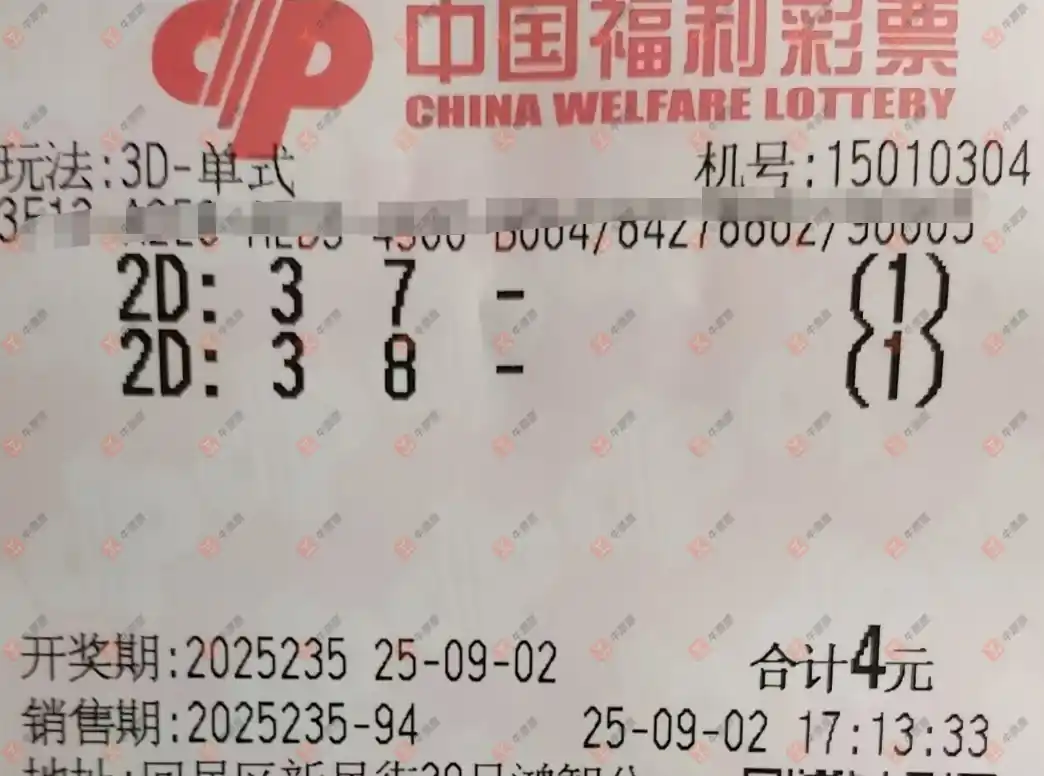 中国福利彩票
CHINA WELFARE LOTTERY
玩法:3D-单式 机号:15010304
2D: 3 7 - (1)
2D: 3 8 - (1)
开奖期:2025235 25-09-02 合计4元
销售期:2025235-94 25-09-02 17:13:33